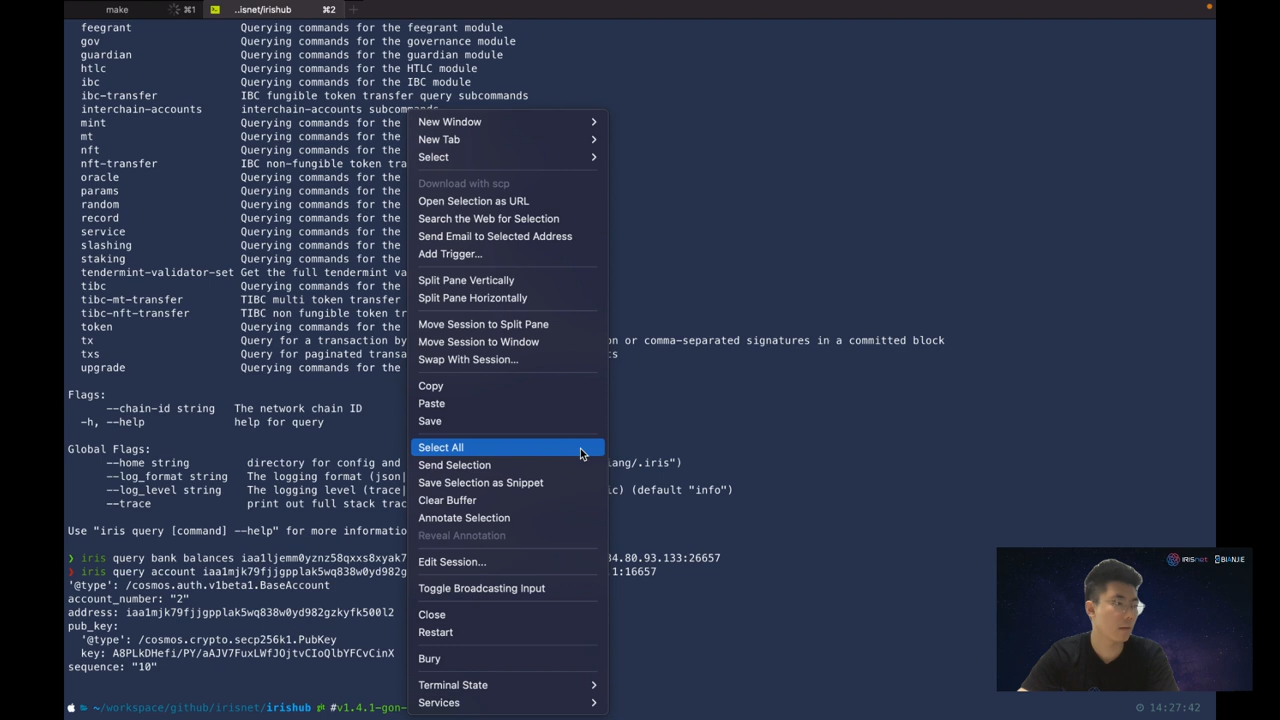 make ⌘1 ..isnet/irishub ⌘2
feegrant Querying commands for the feegrant module
gov Querying commands for the governance module
guardian Querying commands for the guardian module
htlc Querying commands for the HTLC module
ibc Querying commands for the IBC module
ibc-transfer IBC fungible token transfer query subcommands
interchain-accounts interchain-accounts subcommands
mint Querying commands for the
mt Querying commands for the
nft Querying commands for the
nft-transfer IBC non-fungible token tra
oracle Querying commands for the
params Querying commands for the
random Querying commands for the
record Querying commands for the
service Querying commands for the
slashing Querying commands for the
staking Querying commands for the
tendermint-validator-set Get the full tendermint va
tibc Querying commands for the
tibc-mt-transfer TIBC multi token transfer
tibc-nft-transfer TIBC non fungible token tr
token Querying commands for the
tx Query for a transaction by on or comma-separated signatures in a committed block
txs Query for paginated transa ts
upgrade Querying commands for the
Flags:
--chain-id string The network chain ID
-h, --help help for query
Global Flags:
--home string directory for config and lang/.iris")
--log_format string The logging format (json|
--log_level string The logging level (trace| ic) (default "info")
--trace print out full stack trac
Use "iris query [command] --help" for more informatio
❯ iris query bank balances iaa1ljemm0yznz58qxxs8xyak7 34.80.93.133:26657
❯ iris query account iaa1mjk79fjjgpplak5wq838w0yd982g 1:16657
'@type': /cosmos.auth.v1beta1.BaseAccount
account_number: "2"
address: iaa1mjk79fjjgpplak5wq838w0yd982gzkyfk500l2
pub_key:
'@type': /cosmos.crypto.secp256k1.PubKey
key: A8PLkDHefi/PY/aAJV7FuxLWfJOjtvCIoQlbYFCvCinX
sequence: "10"
~/workspace/github/irisnet/irishub #v1.4.1-gon- 14:27:42
New Window
New Tab
Select
Download with scp
Open Selection as URL
Search the Web for Selection
Send Email to Selected Address
Add Trigger...
Split Pane Vertically
Split Pane Horizontally
Move Session to Split Pane
Move Session to Window
Swap With Session...
Copy
Paste
Save
Select All
Send Selection
Save Selection as Snippet
Clear Buffer
Annotate Selection
Reveal Annotation
Edit Session...
Toggle Broadcasting Input
Close
Restart
Bury
Terminal State
Services
IRISnet BIANJIE